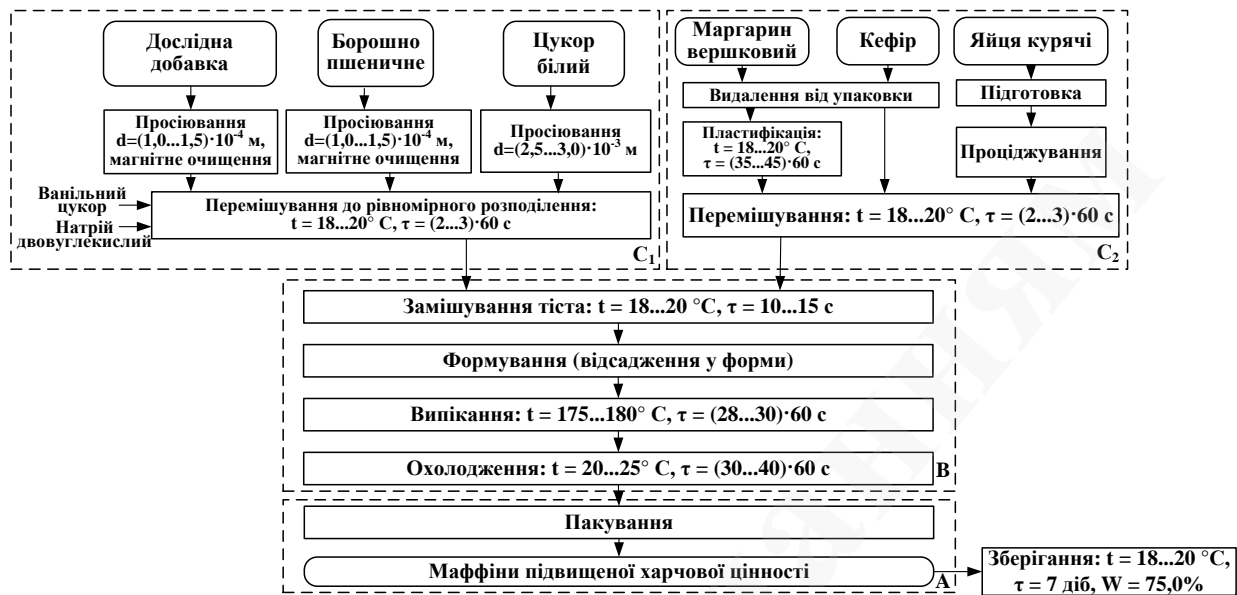 Дослідна
добавка
Борошно
пшеничне
Цукор
білий
Маргарин
вершковий
Кефір
Яйця курячі
Просіювання
d=(1,0...1,5)·10⁻⁴ м,
магнітне очищення
Просіювання
d=(1,0...1,5)·10⁻⁴ м,
магнітне очищення
Просіювання
d=(2,5...3,0)·10⁻³ м
Видалення від упаковки
Підготовка
Пластифікація:
t = 18...20° С,
τ = (35...45)·60 с
Проціджування
Ванільний
цукор
Натрій
двовуглекислий
Перемішування до рівномірного розподілення:
t = 18...20° С, τ = (2...3)·60 с
С₁
Перемішування: t = 18...20° С, τ = (2...3)·60 с
С₂
Замішування тіста: t = 18...20 °С, τ = 10...15 с
Формування (відсадження у форми)
Випікання: t = 175...180° С, τ = (28...30)·60 с
Охолодження: t = 20...25° С, τ = (30...40)·60 с
В
Пакування
Маффіни підвищеної харчової цінності
А
Зберігання: t = 18...20 °С,
τ = 7 діб, W = 75,0%